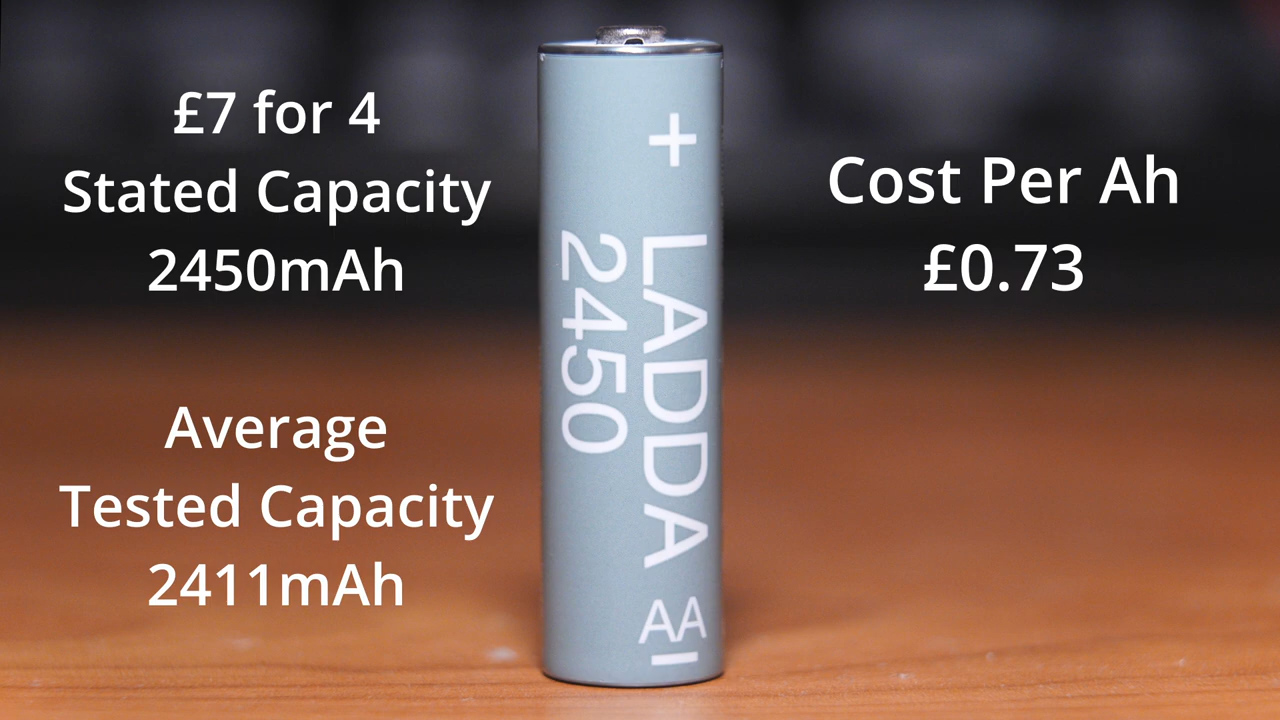 £7 for 4
Stated Capacity
2450mAh
Average
Tested Capacity
2411mAh
+
LADDA
2450
AA
–
Cost Per Ah
£0.73